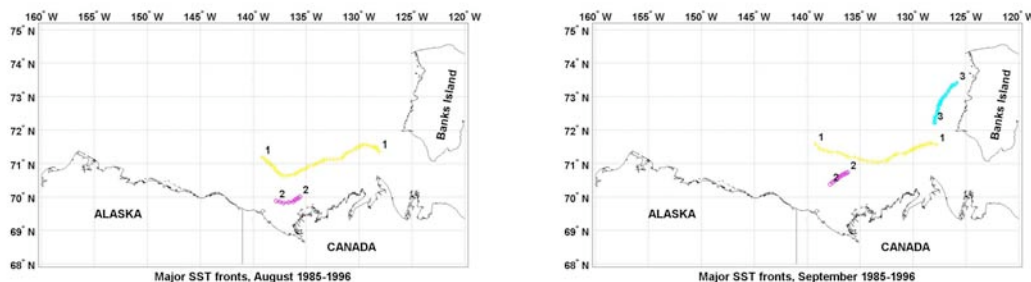 160° W 155° W 150° W 145° W 140° W 135° W 130° W 125° W 120° W
75° N
74° N
73° N
72° N
71° N
70° N
69° N
68° N
Banks Island
1
1
2
2
ALASKA
CANADA
Major SST fronts, August 1985-1996
160° W 155° W 150° W 145° W 140° W 135° W 130° W 125° W 120° W
75° N
74° N
73° N
72° N
71° N
70° N
69° N
68° N
Banks Island
3
3
1
1
2
2
ALASKA
CANADA
Major SST fronts, September 1985-1996